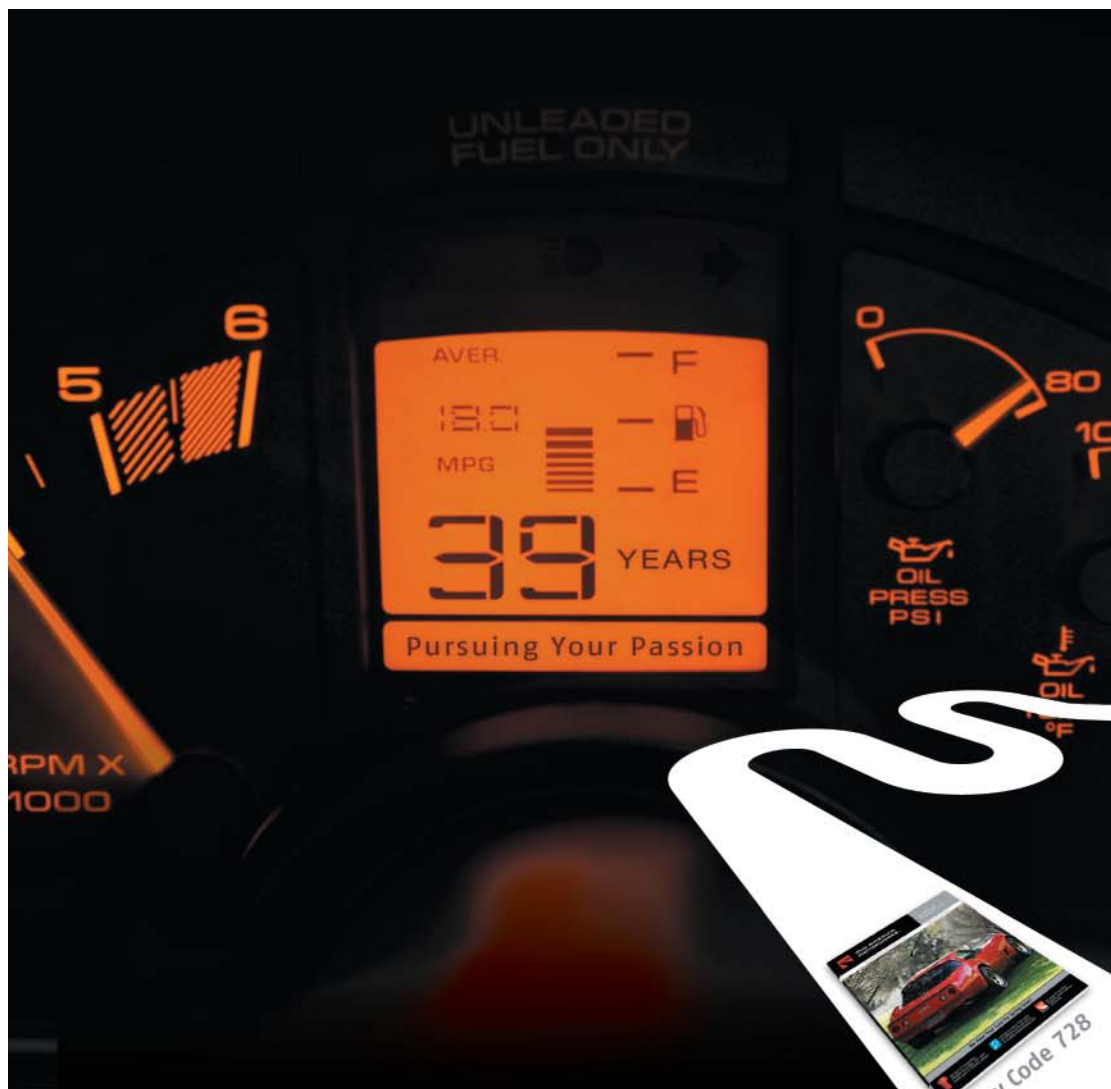 UNLEADED
FUEL ONLY
5
6
AVER
18.0
MPG
F
E
39 YEARS
Pursuing Your Passion
0
80
OIL
PRESS
PSI
OIL
°F
RPM X
1000
Code 728